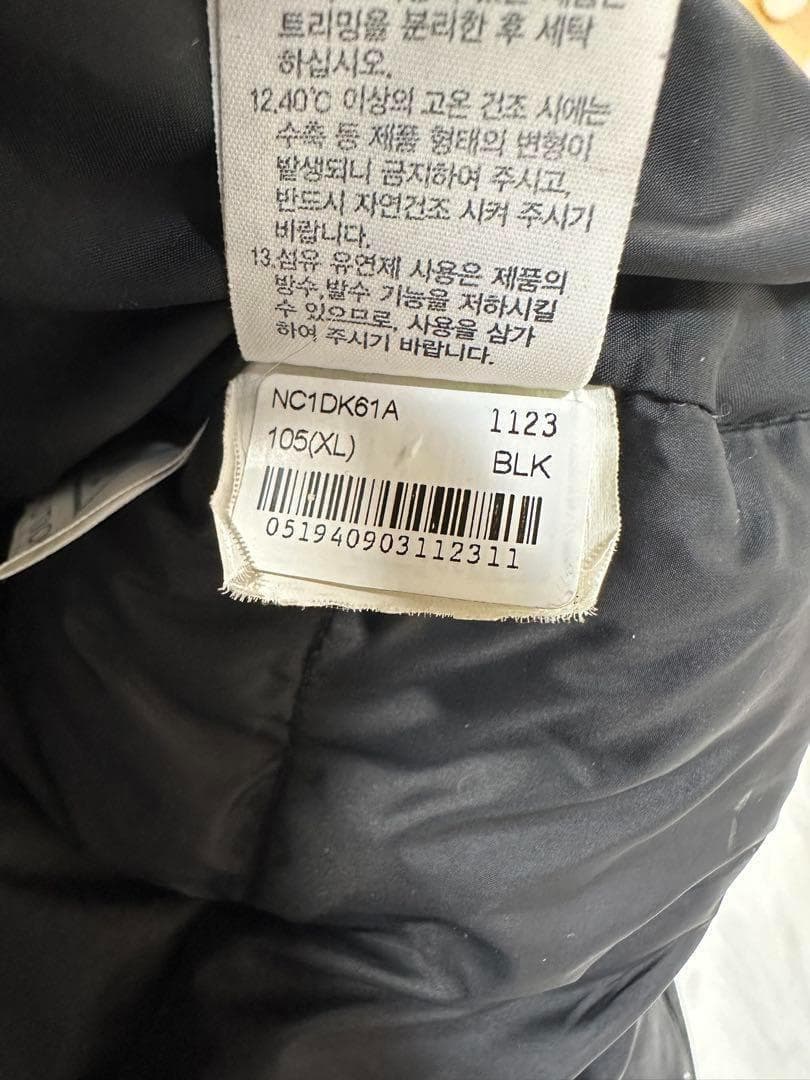 트리밍을 분리한 후 세탁
하십시오.
12.40℃ 이상의 고온 건조 시에는
수축 등 제품 형태의 변형이
발생되니 금지하여 주시고,
반드시 자연건조 시켜 주시기
바랍니다.
13.섬유 유연제 사용은 제품의
방수,발수 기능을 저하시킬
수 있으므로, 사용을 삼가
하여 주시기 바랍니다.
NC1DK61A 1123
105(XL) BLK
051940903112311